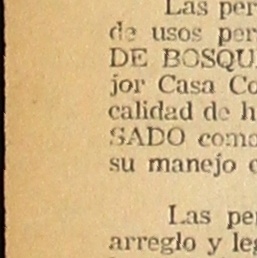 Las per
de usos per
DE BOSQU
jor Casa Co
calidad de h
SADO como
su manejo
Las pe
arreglo y le